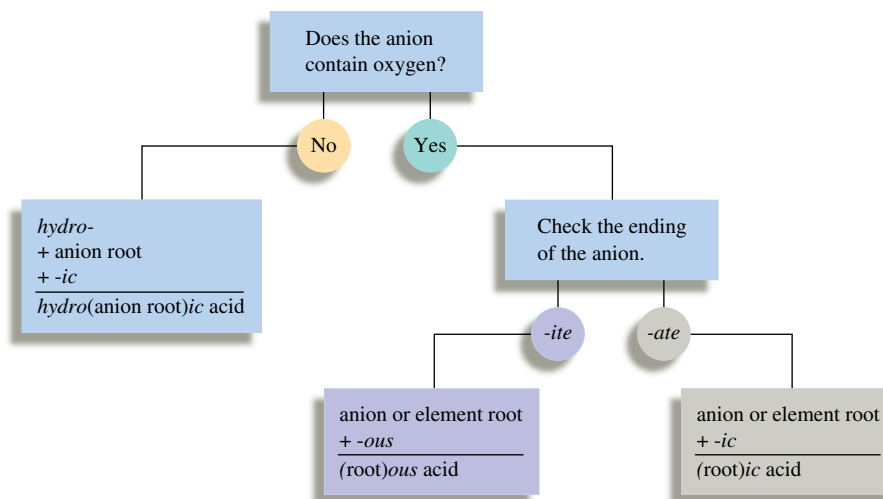 Does the anion
contain oxygen?
No
Yes
hydro-
+ anion root
+ -ic
hydro(anion root)ic acid
Check the ending
of the anion.
-ite
-ate
anion or element root
+ -ous
(root)ous acid
anion or element root
+ -ic
(root)ic acid